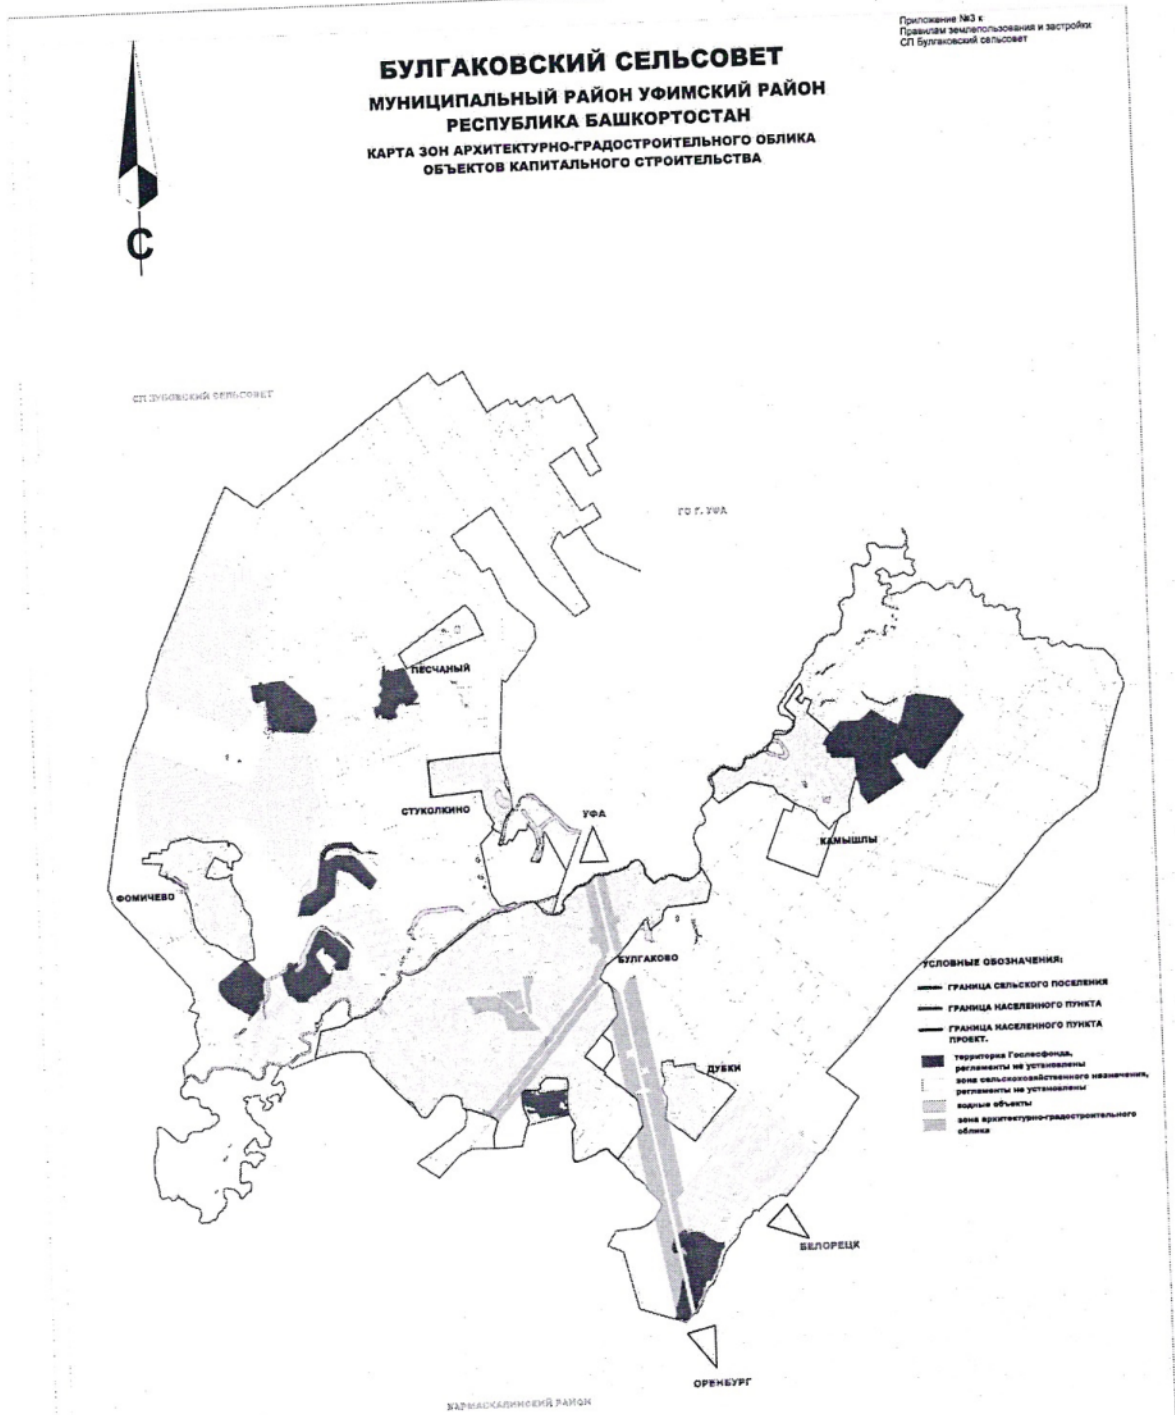 Приложение №3 к
Правилам землепользования и застройки
СП Булгаковский сельсовет
БУЛГАКОВСКИЙ СЕЛЬСОВЕТ
МУНИЦИПАЛЬНЫЙ РАЙОН УФИМСКИЙ РАЙОН
РЕСПУБЛИКА БАШКОРТОСТАН
КАРТА ЗОН АРХИТЕКТУРНО-ГРАДОСТРОИТЕЛЬНОГО ОБЛИКА
ОБЪЕКТОВ КАПИТАЛЬНОГО СТРОИТЕЛЬСТВА
С
СП ЗУБОВСКИЙ СЕЛЬСОВЕТ
ГО Г. УФА
ПЕСЧАНЫЙ
СТУКОЛКИНО
УФА
КАМЫШЛЫ
ФОМИЧЕВО
БУЛГАКОВО
ДУБКИ
УСЛОВНЫЕ ОБОЗНАЧЕНИЯ:
ГРАНИЦА СЕЛЬСКОГО ПОСЕЛЕНИЯ
ГРАНИЦА НАСЕЛЕННОГО ПУНКТА
ГРАНИЦА НАСЕЛЕННОГО ПУНКТА
ПРОЕКТ.
территория Гослесфонда,
регламенты не установлены
зона сельскохозяйственного назначения,
регламенты не установлены
водные объекты
зона архитектурно-градостроительного
облика
БЕЛОРЕЦК
ОРЕНБУРГ
КАРМАСКАЛИНСКИЙ РАЙОН